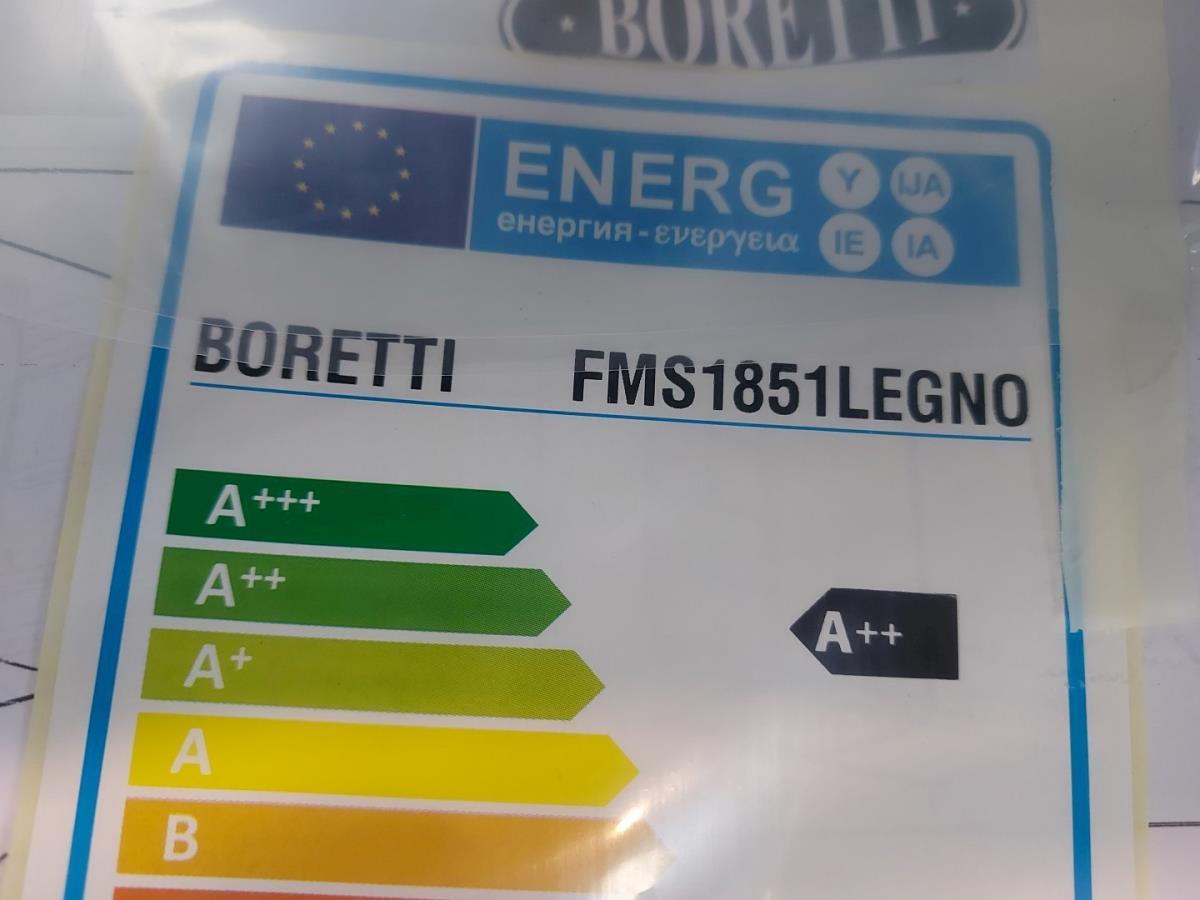 BORETTI
ENERG Y IJA
енергия - ενεργεια IE IA
BORETTI FMS1851LEGNO
A+++
A++
A++
A+
A
B